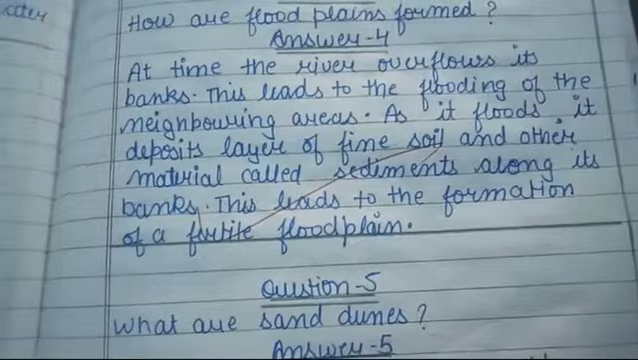 How are flood plains formed?
Answer-4
At time the river overflows its
banks. This leads to the flooding of the
neighbouring areas. As it floods, it
deposits layer of fine soil and other
material called sediments along its
banks. This leads to the formation
of a fertile floodplain.
Question-5
What are sand dunes?
Answer-5